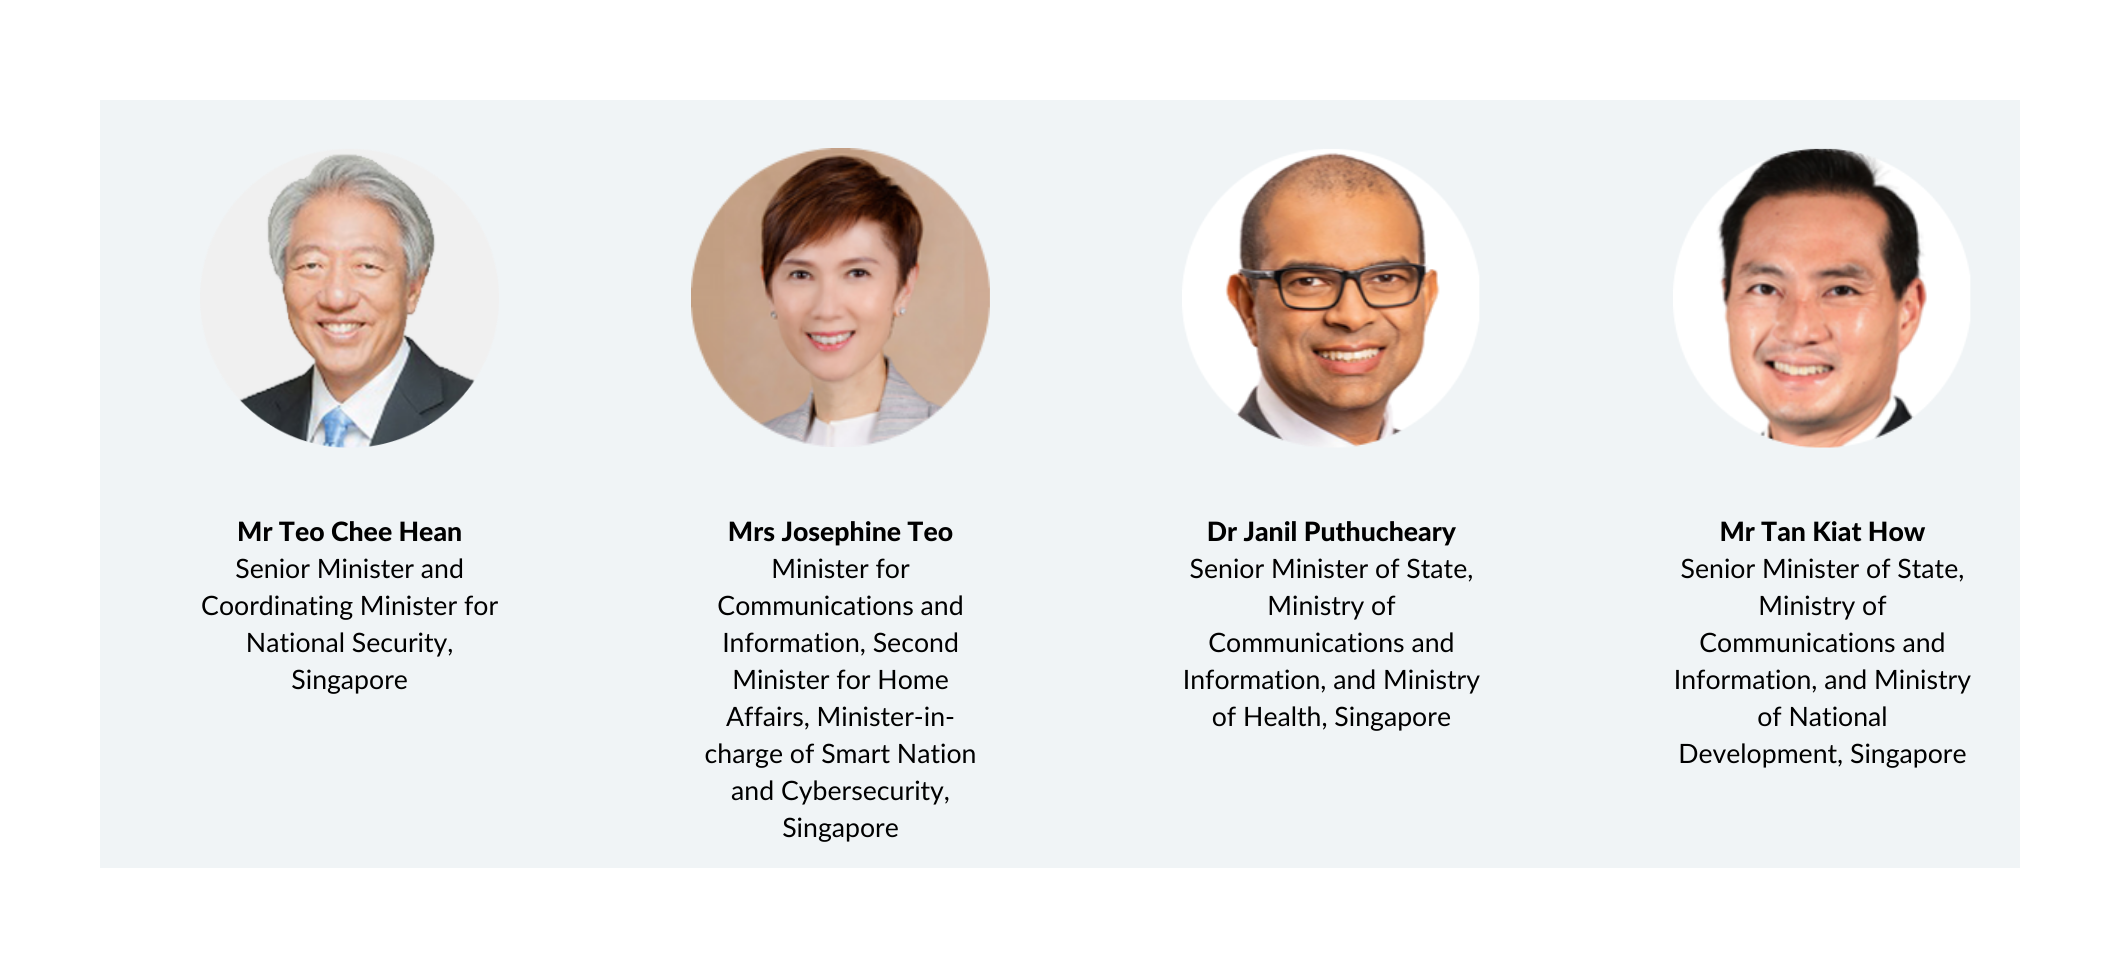 Mr Teo Chee Hean
Senior Minister and
Coordinating Minister for
National Security,
Singapore
Mrs Josephine Teo
Minister for
Communications and
Information, Second
Minister for Home
Affairs, Minister-in-
charge of Smart Nation
and Cybersecurity,
Singapore
Dr Janil Puthucheary
Senior Minister of State,
Ministry of
Communications and
Information, and Ministry
of Health, Singapore
Mr Tan Kiat How
Senior Minister of State,
Ministry of
Communications and
Information, and Ministry
of National
Development, Singapore